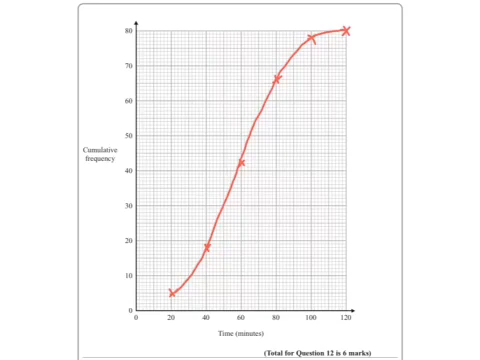 80
70
60
50
Cumulative
frequency
40
30
20
10
0
0 20 40 60 80 100 120
Time (minutes)
(Total for Question 12 is 6 marks)